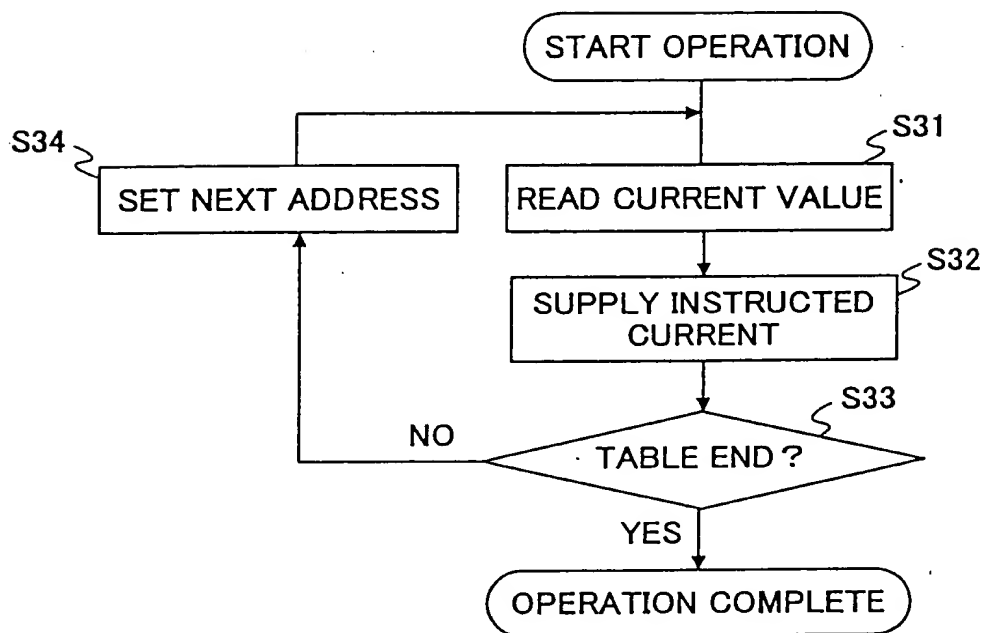 START OPERATION
S34
S31
SET NEXT ADDRESS
READ CURRENT VALUE
S32
SUPPLY INSTRUCTED
CURRENT
S33
NO
TABLE END?
YES
OPERATION COMPLETE